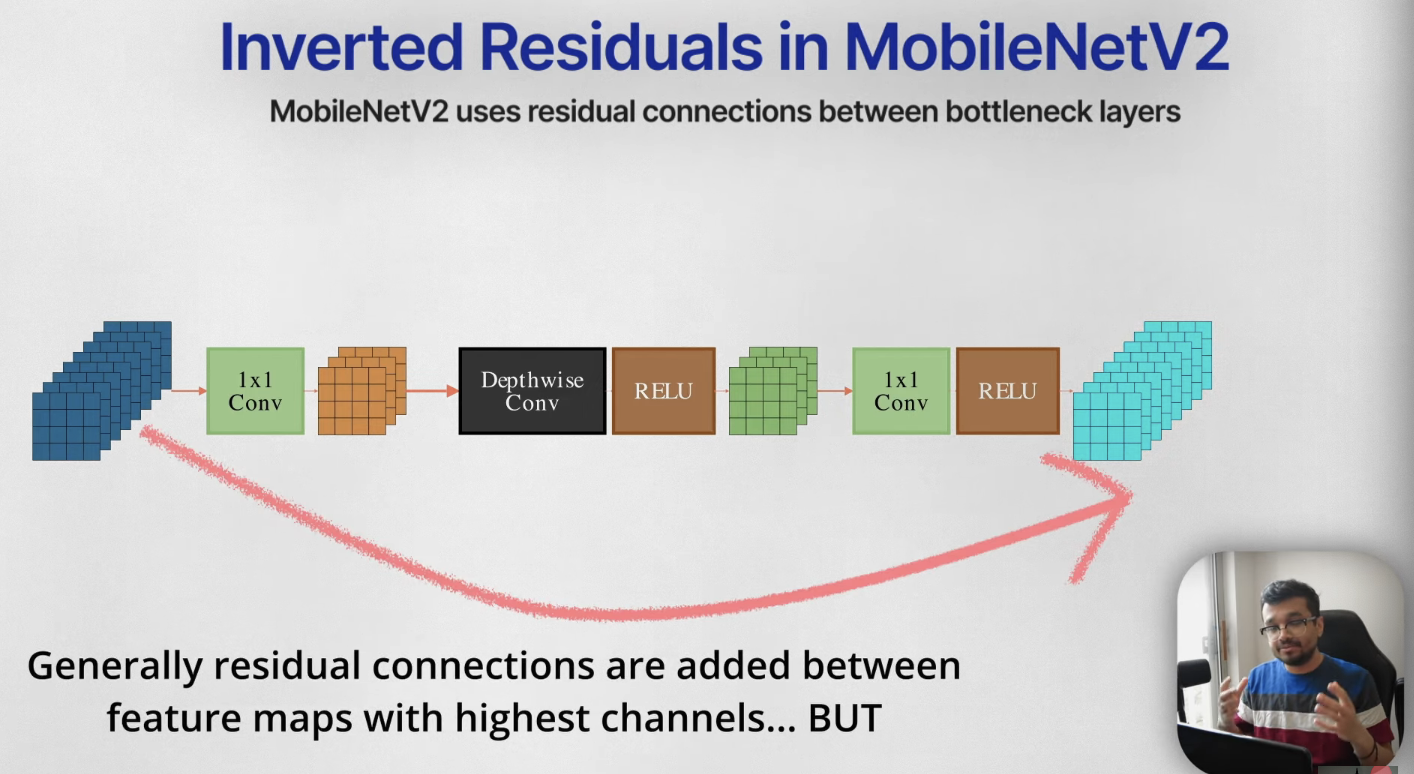 Inverted Residuals in MobileNetV2
MobileNetV2 uses residual connections between bottleneck layers
1x1
Conv
Depthwise
Conv
RELU
1x1
Conv
RELU
Generally residual connections are added between
feature maps with highest channels... BUT